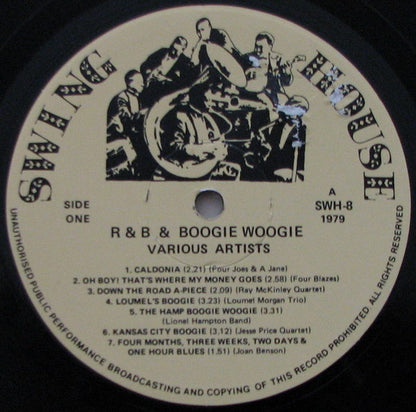 SWING HOUSE
SIDE
ONE
A
SWH-8
1979
R & B & BOOGIE WOOGIE
VARIOUS ARTISTS
1. CALDONIA (2.21) (Four Joes & A Jane)
2. OH BOY! THAT'S WHERE MY MONEY GOES (2.58) (Four Blazes)
3. DOWN THE ROAD A-PIECE (2.09) (Ray McKinley Quartet)
4. LOUMEL'S BOOGIE (3.23) (Loumel Morgan Trio)
5. THE HAMP BOOGIE WOOGIE (3.31)
(Lionel Hampton Band)
6. KANSAS CITY BOOGIE (3.12) (Jesse Price Quartet)
7. FOUR MONTHS, THREE WEEKS, TWO DAYS &
ONE HOUR BLUES (1.51) (Joan Benson)
UNAUTHORISED PUBLIC PERFORMANCE BROADCASTING AND COPYING OF THIS RECORD PROHIBITED. ALL RIGHTS RESERVED